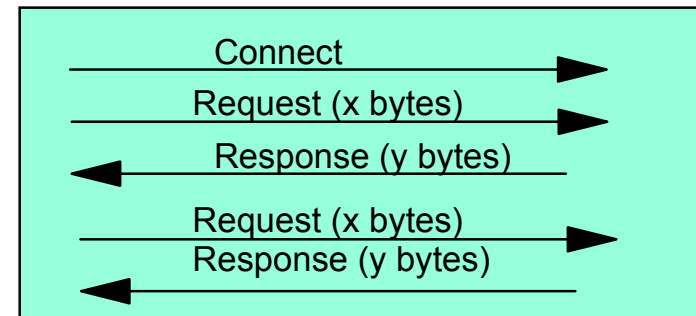 Connect
Request (x bytes)
Response (y bytes)
Request (x bytes)
Response (y bytes)